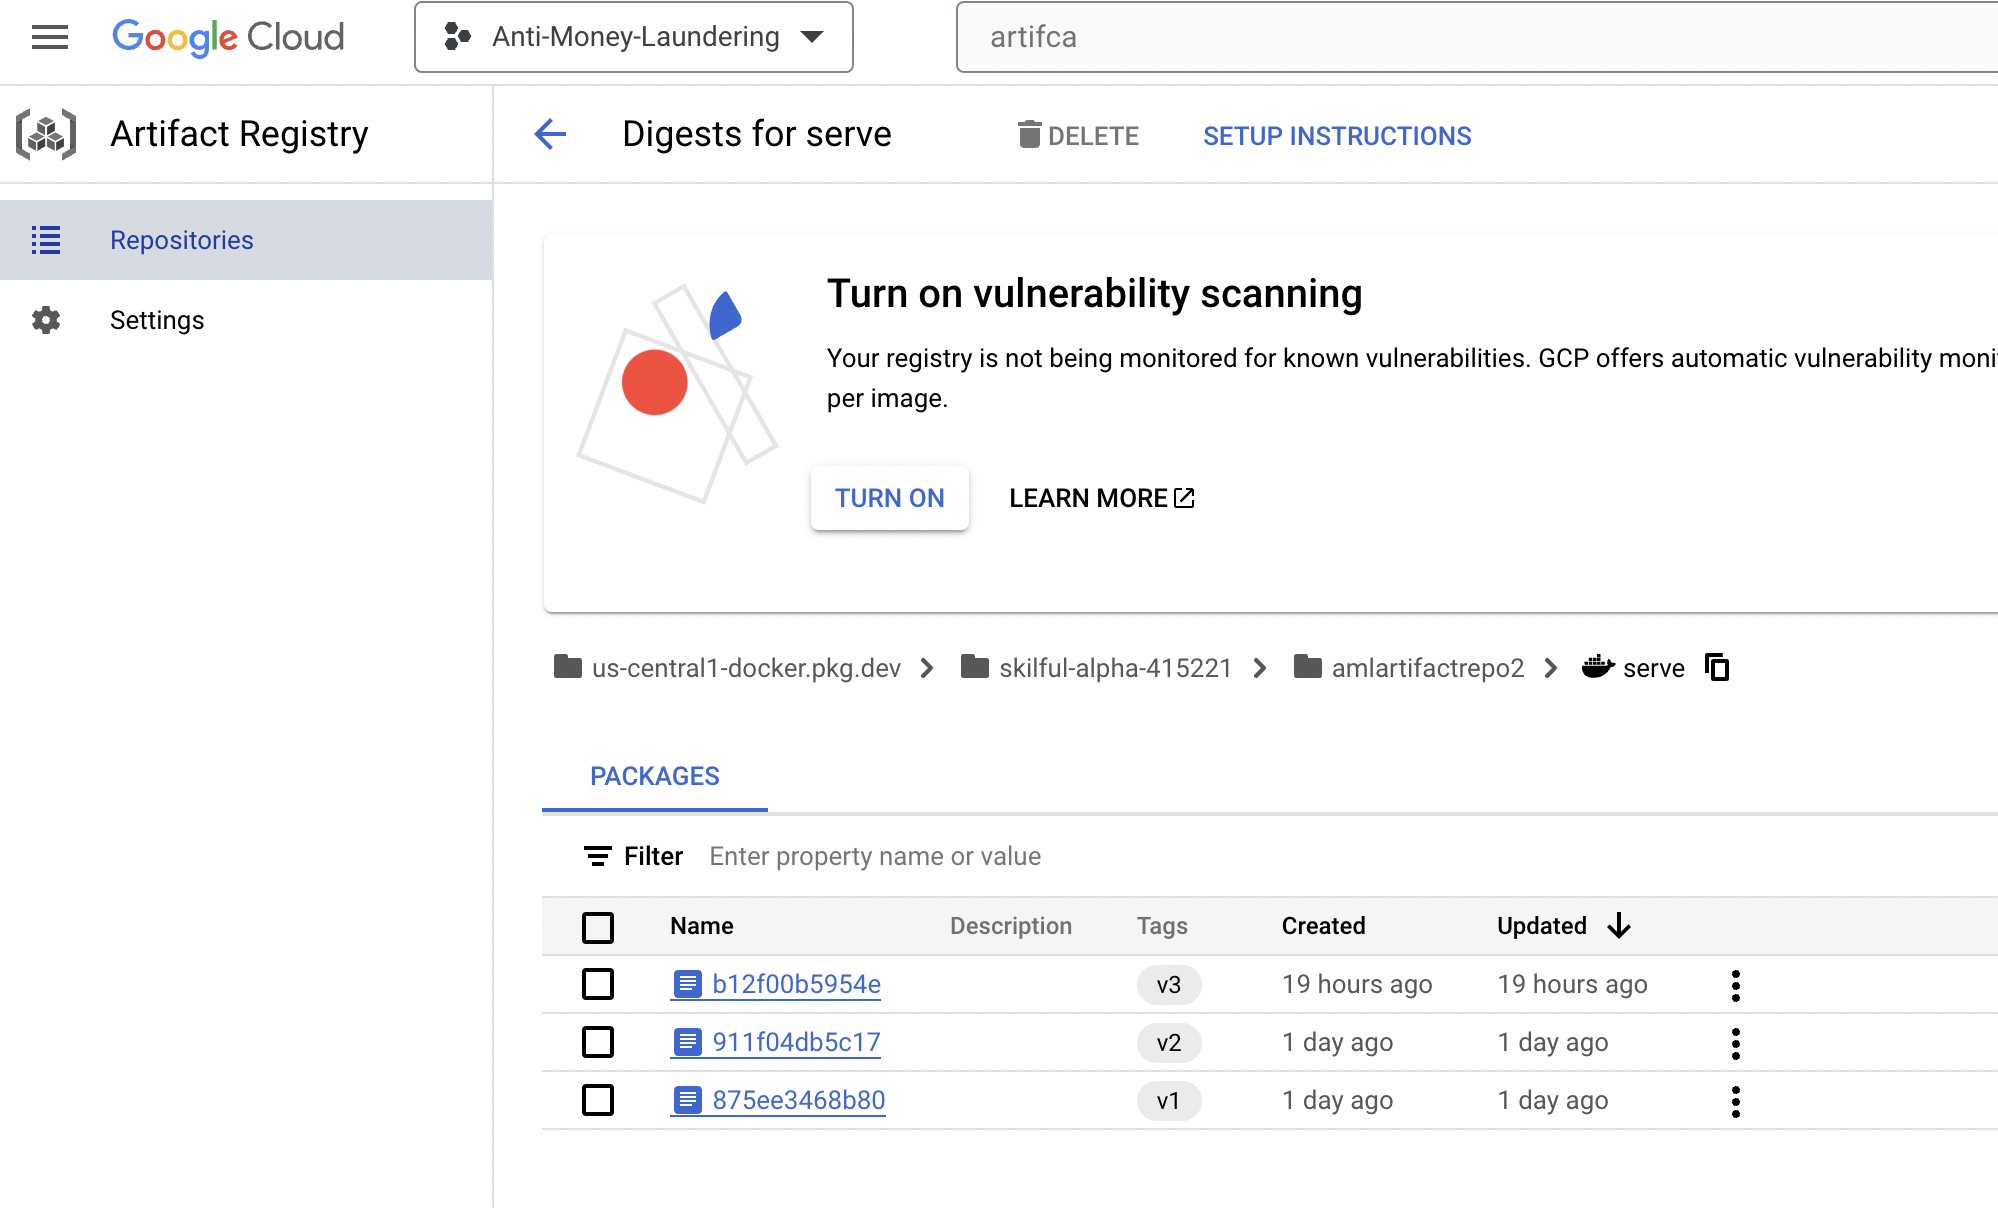 Google Cloud
Anti-Money-Laundering
artifca
Artifact Registry
Digests for serve
DELETE
SETUP INSTRUCTIONS
Repositories
Settings
Turn on vulnerability scanning
Your registry is not being monitored for known vulnerabilities. GCP offers automatic vulnerability moni
per image.
TURN ON
LEARN MORE
us-central1-docker.pkg.dev
skilful-alpha-415221
amlartifactrepo2
serve
PACKAGES
Filter Enter property name or value
Name Description Tags Created Updated
b12f00b5954e v3 19 hours ago 19 hours ago
911f04db5c17 v2 1 day ago 1 day ago
875ee3468b80 v1 1 day ago 1 day ago